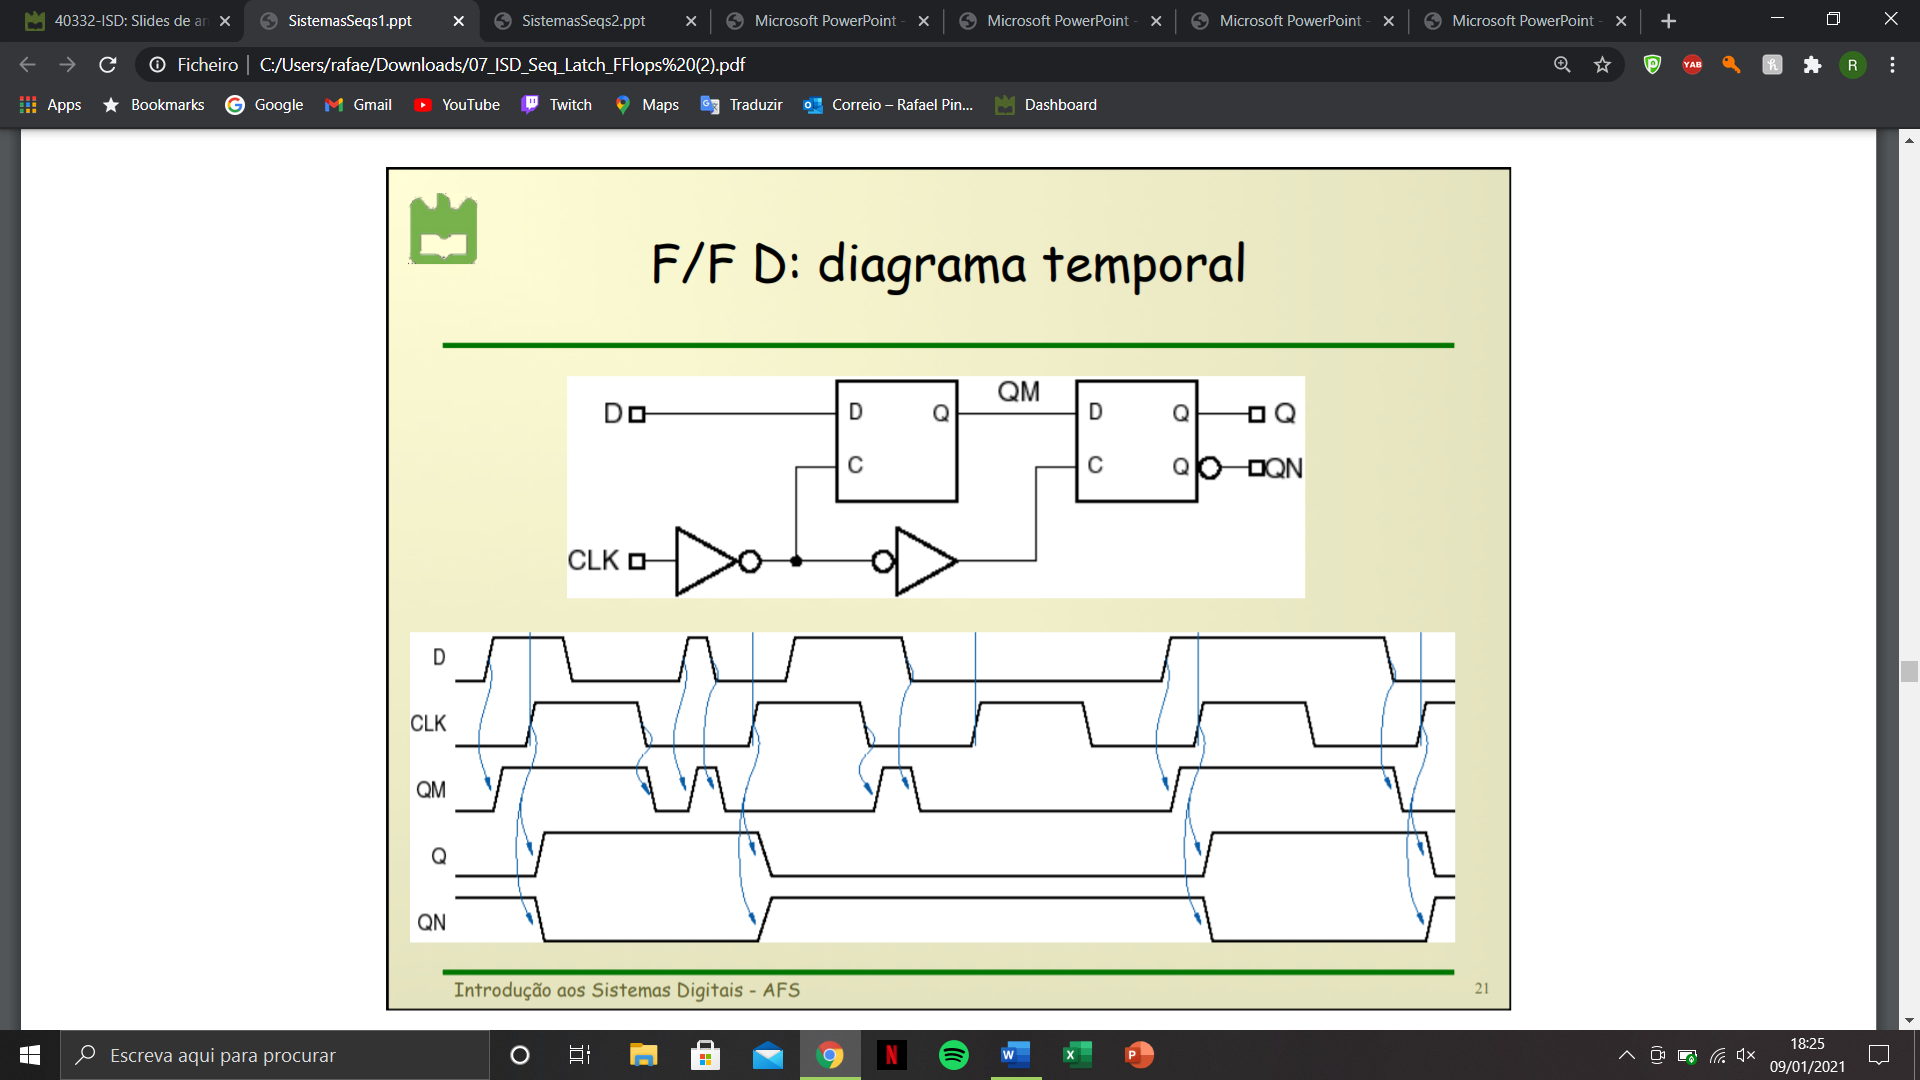 40332-ISD: Slides de ar
SistemasSeqs1.ppt
SistemasSeqs2.ppt
Microsoft PowerPoint -
Microsoft PowerPoint -
Microsoft PowerPoint -
Microsoft PowerPoint -
Ficheiro
C:/Users/rafae/Downloads/07_ISD_Seq_Latch_FFlops%20(2).pdf
YAB
R
Apps
Bookmarks
Google
Gmail
YouTube
Twitch
Maps
Traduzir
Correio – Rafael Pin...
Dashboard
F/F D: diagrama temporal
QM
D
D
Q
D
Q
Q
C
C
Q
QN
CLK
D
CLK
QM
Q
QN
Introdução aos Sistemas Digitais - AFS
21
Escreva aqui para procurar
18:25
09/01/2021